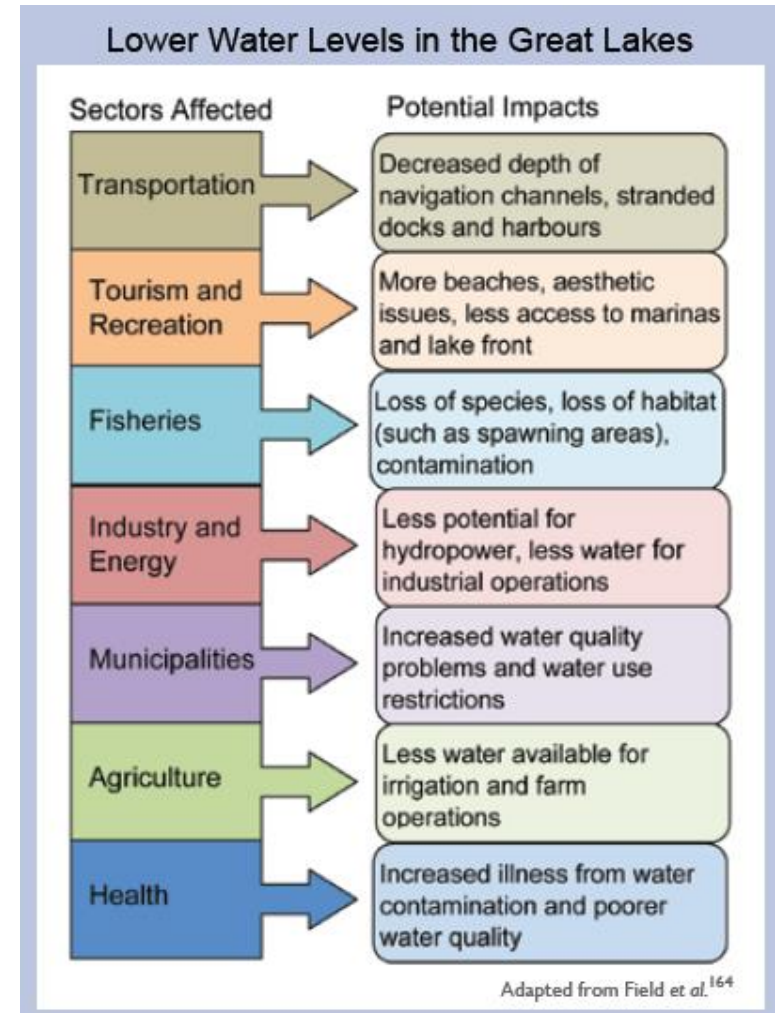 Lower Water Levels in the Great Lakes
Sectors Affected
Potential Impacts
Transportation
Decreased depth of
navigation channels, stranded
docks and harbours
Tourism and
Recreation
More beaches, aesthetic
issues, less access to marinas
and lake front
Fisheries
Loss of species, loss of habitat
(such as spawning areas),
contamination
Industry and
Energy
Less potential for
hydropower, less water for
industrial operations
Municipalities
Increased water quality
problems and water use
restrictions
Agriculture
Less water available for
irrigation and farm
operations
Health
Increased illness from water
contamination and poorer
water quality
Adapted from Field et al.164